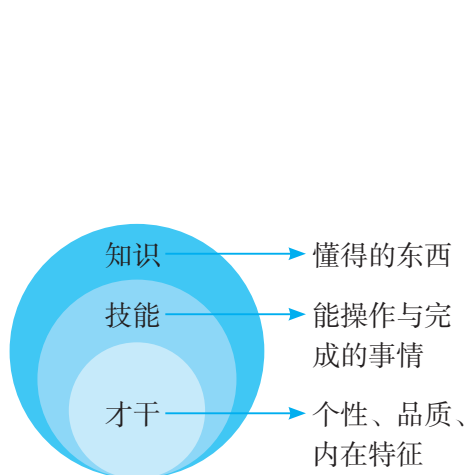 知识 懂得的东西
技能 能操作与完
成的事情
才干 个性、品质、
内在特征